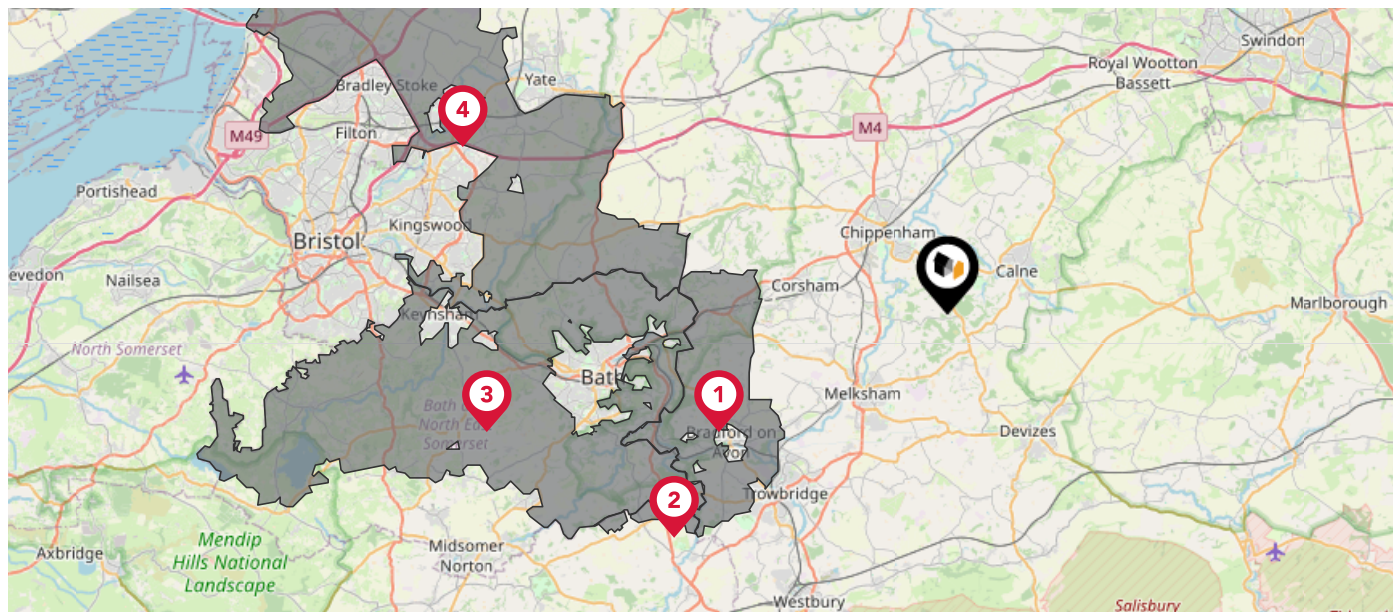 Swindon
Royal Wootton
Bassett
Yate
Bradley Stoke
4
M4
Filton
M49
Portishead
Kingswood
Chippenham
Bristol
evedon
Nailsea
Calne
Corsham
Marlborough
Keynsham
North Somerset
Bath
3
1
Melksham
Bath
North East
Somerset
Bradford on
Avon
Devizes
2
Trowbridge
Mendip
Hills National
Landscape
Axbridge
Midsomer
Norton
Westbury
Salisbury